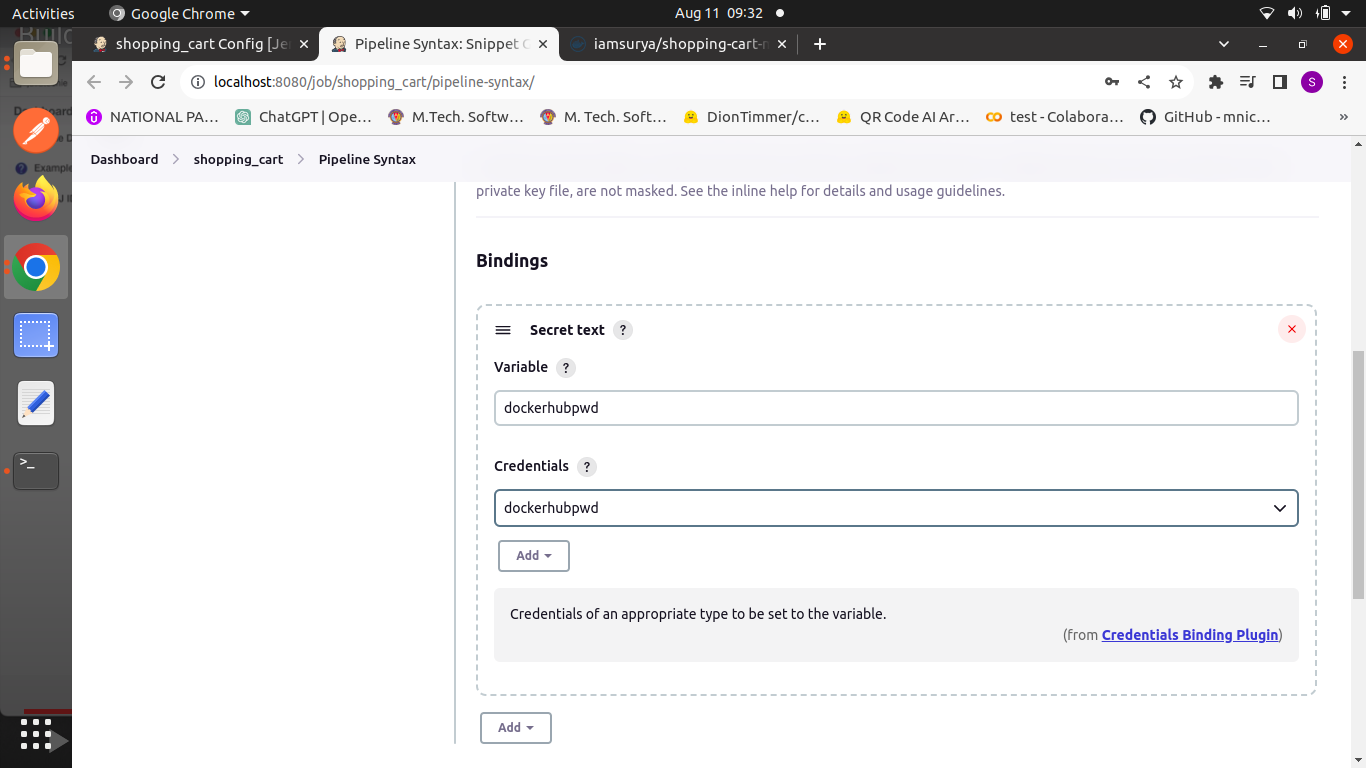 Activities
Google Chrome
Aug 11 09:32
shopping_cart Config [Je
Pipeline Syntax: Snippet G
iamsurya/shopping-cart-n
localhost:8080/job/shopping_cart/pipeline-syntax/
S
NATIONAL PA...
ChatGPT | Ope...
M.Tech. Softw...
M. Tech. Soft...
DionTimmer/c...
QR Code AI Ar...
test - Colabora...
GitHub - mnic...
»
Dashboard
shopping_cart
Pipeline Syntax
private key file, are not masked. See the inline help for details and usage guidelines.
Bindings
Secret text ?
Variable ?
dockerhubpwd
Credentials ?
dockerhubpwd
Add
Credentials of an appropriate type to be set to the variable.
(from Credentials Binding Plugin)
Add